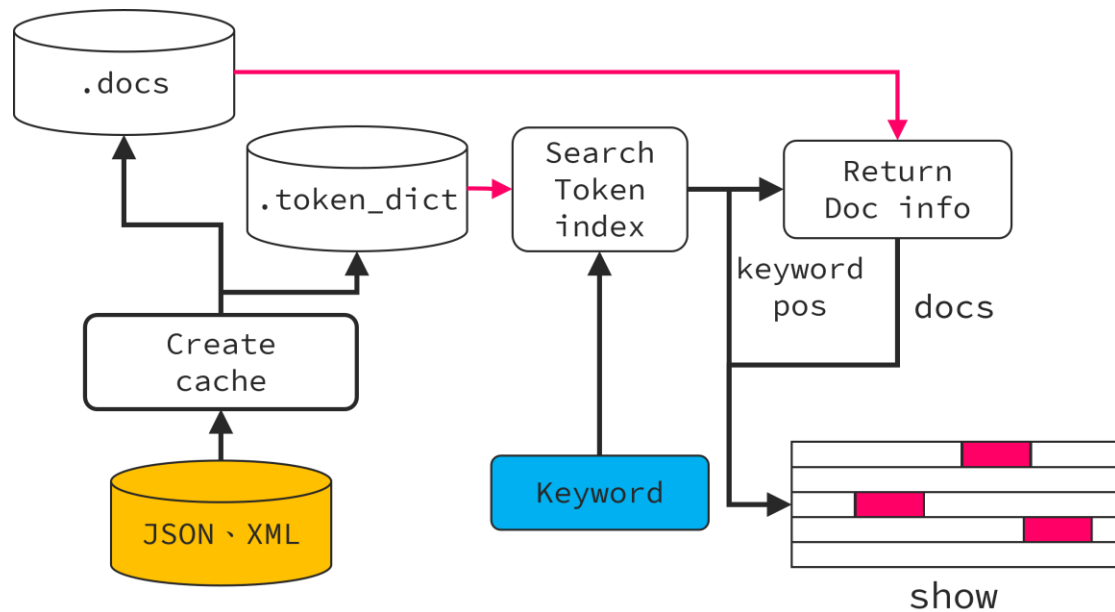 .docs
.token_dict
Search
Token
index
Return
Doc info
keyword
pos
docs
Create
cache
Keyword
JSON、XML
show